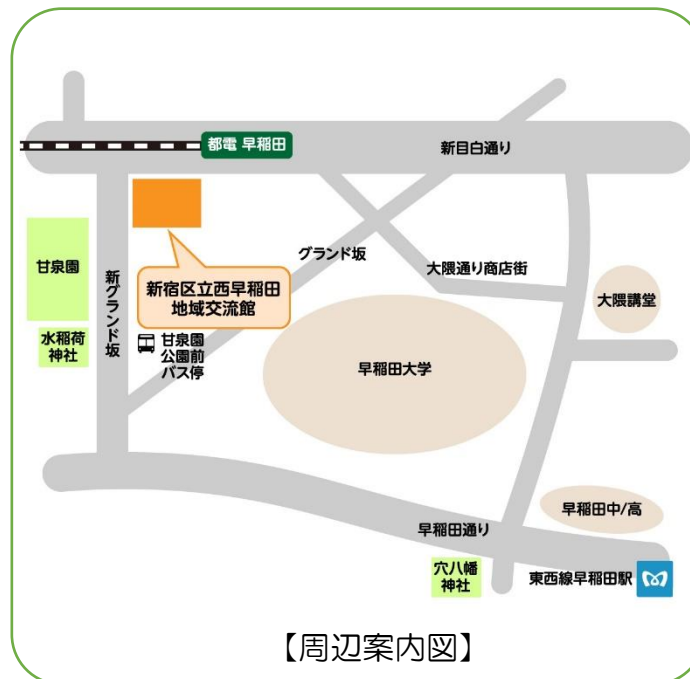 都電 早稲田
新目白通り
甘泉園
新グランド坂
グランド坂
大隈通り商店街
新宿区立西早稲田
地域交流館
大隈講堂
水稲荷
神社
甘泉園
公園前
バス停
早稲田大学
早稲田中/高
早稲田通り
穴八幡
神社
東西線早稲田駅
【周辺案内図】